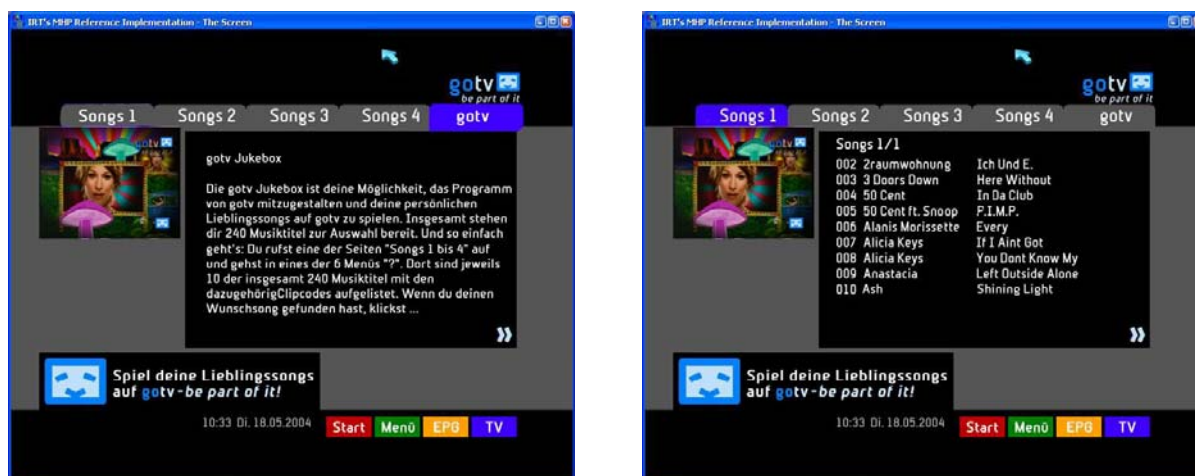 IRT's MHP Reference Implementation - The Screen
gotv
be part of it
Songs 1 Songs 2 Songs 3 Songs 4 gotv
gotv
gotv Jukebox
Die gotv Jukebox ist deine Möglichkeit, das Programm
von gotv mitzugestalten und deine persönlichen
Lieblingssongs auf gotv zu spielen. Insgesamt stehen
dir 240 Musiktitel zur Auswahl bereit. Und so einfach
geht's: Du rufst eine der Seiten "Songs 1 bis 4" auf
und gehst in eines der 6 Menüs "?". Dort sind jeweils
10 der insgesamt 240 Musiktitel mit den
dazugehörigClipcodes aufgelistet. Wenn du deinen
Wunschsong gefunden hast, klickst ...
Spiel deine Lieblingssongs
auf gotv-be part of it!
10:33 Di. 18.05.2004 Start Menü EPG TV
IRT's MHP Reference Implementation - The Screen
gotv
be part of it
Songs 1 Songs 2 Songs 3 Songs 4 gotv
gotv
Songs 1/1
002 2raumwohnung Ich Und E.
003 3 Doors Down Here Without
004 50 Cent In Da Club
005 50 Cent ft. Snoop P.I.M.P.
006 Alanis Morissette Every
007 Alicia Keys If I Aint Got
008 Alicia Keys You Dont Know My
009 Anastacia Left Outside Alone
010 Ash Shining Light
Spiel deine Lieblingssongs
auf gotv-be part of it!
10:33 Di. 18.05.2004 Start Menü EPG TV